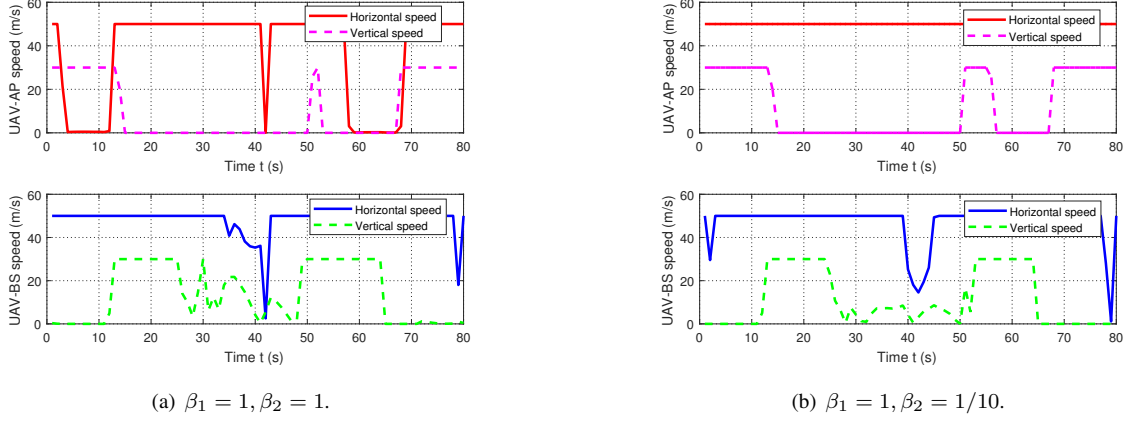 60
40
20
0
UAV-AP speed (m/s)
Horizontal speed
Vertical speed
0 10 20 30 40 50 60 70 80
Time t (s)
60
40
20
0
UAV-BS speed (m/s)
Horizontal speed
Vertical speed
0 10 20 30 40 50 60 70 80
Time t (s)
(a) β₁ = 1, β₂ = 1.
60
40
20
0
UAV-AP speed (m/s)
Horizontal speed
Vertical speed
0 10 20 30 40 50 60 70 80
Time t (s)
60
40
20
0
UAV-BS speed (m/s)
Horizontal speed
Vertical speed
0 10 20 30 40 50 60 70 80
Time t (s)
(b) β₁ = 1, β₂ = 1/10.